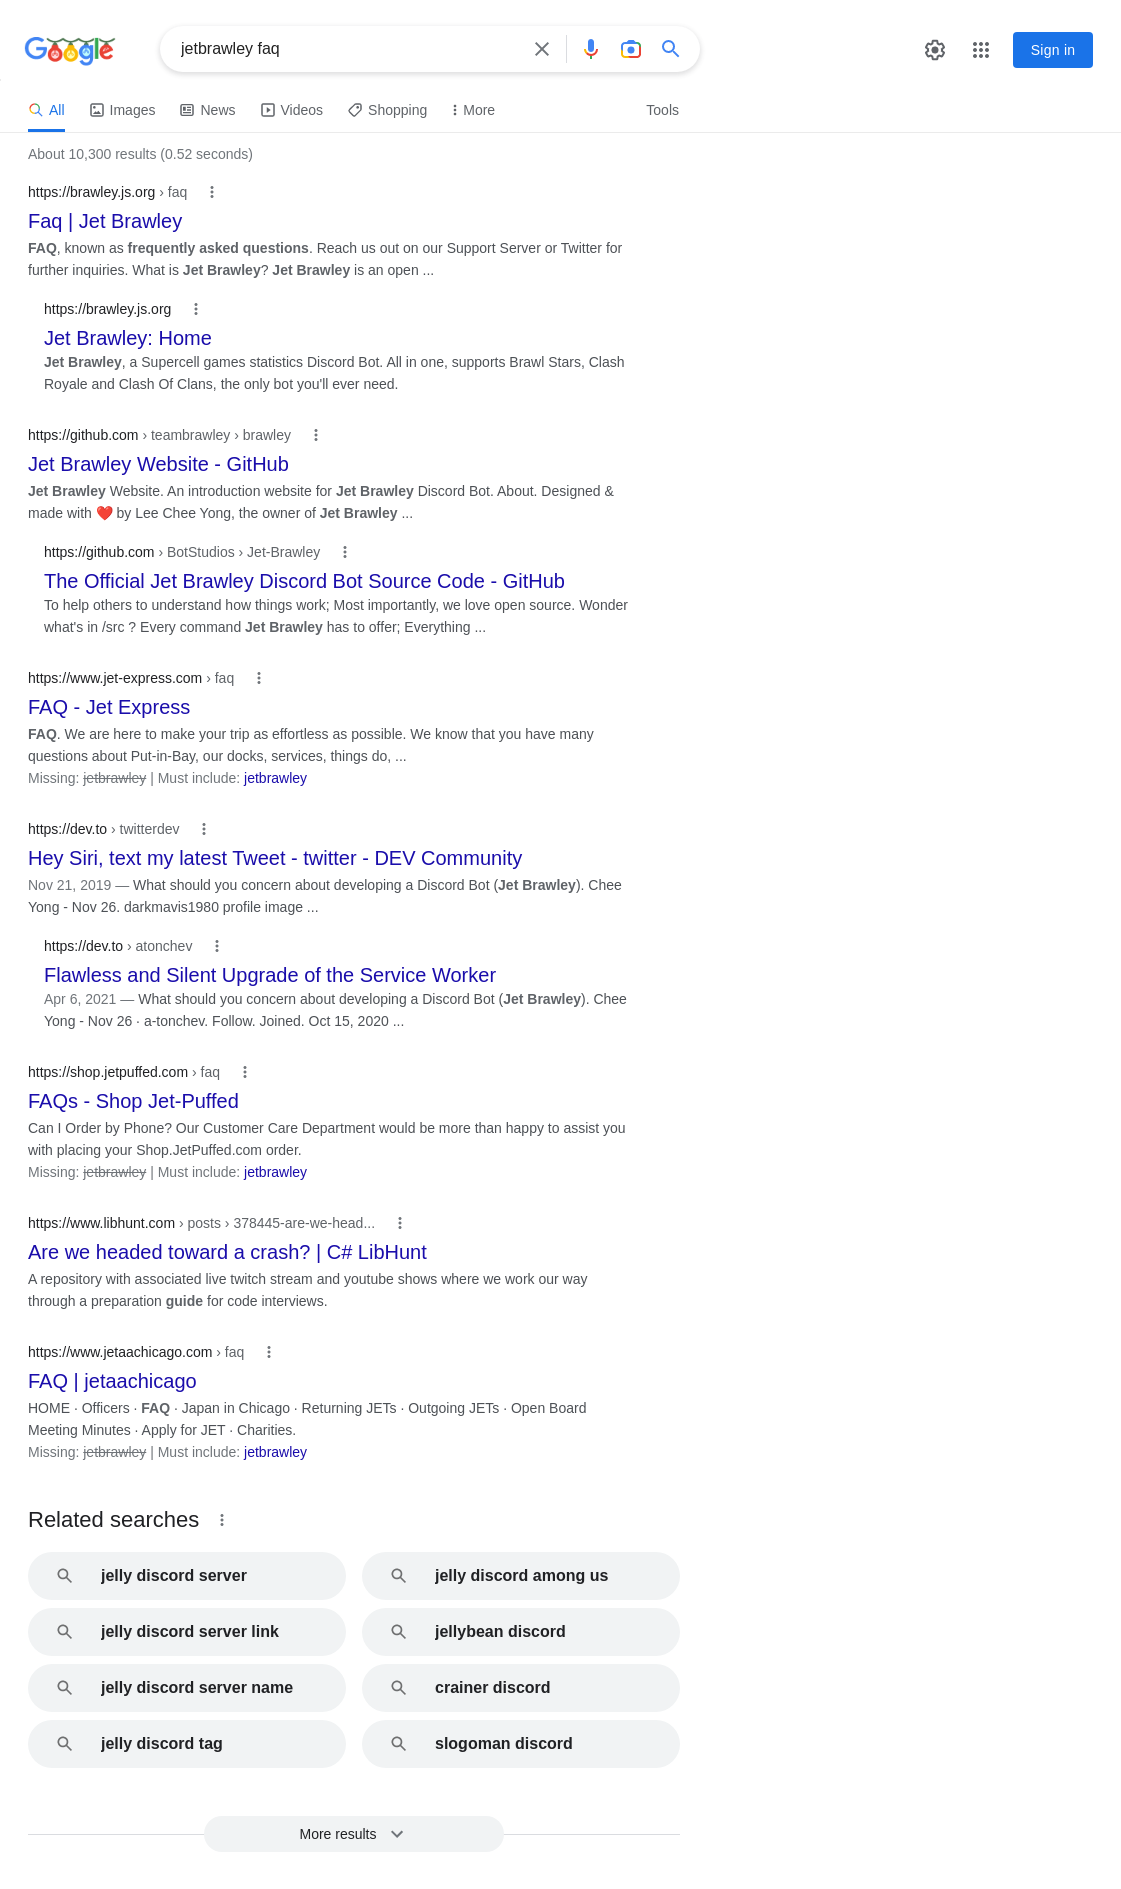 Google
jetbrawley faq
Sign in
All Images News Videos Shopping More Tools
About 10,300 results (0.52 seconds)
https://brawley.js.org › faq
Faq | Jet Brawley
FAQ, known as frequently asked questions. Reach us out on our Support Server or Twitter for
further inquiries. What is Jet Brawley? Jet Brawley is an open ...
https://brawley.js.org
Jet Brawley: Home
Jet Brawley, a Supercell games statistics Discord Bot. All in one, supports Brawl Stars, Clash
Royale and Clash Of Clans, the only bot you'll ever need.
https://github.com › teambrawley › brawley
Jet Brawley Website - GitHub
Jet Brawley Website. An introduction website for Jet Brawley Discord Bot. About. Designed &
made with ❤️ by Lee Chee Yong, the owner of Jet Brawley ...
https://github.com › BotStudios › Jet-Brawley
The Official Jet Brawley Discord Bot Source Code - GitHub
To help others to understand how things work; Most importantly, we love open source. Wonder
what's in /src ? Every command Jet Brawley has to offer; Everything ...
https://www.jet-express.com › faq
FAQ - Jet Express
FAQ. We are here to make your trip as effortless as possible. We know that you have many
questions about Put-in-Bay, our docks, services, things do, ...
Missing: jetbrawley | Must include: jetbrawley
https://dev.to › twitterdev
Hey Siri, text my latest Tweet - twitter - DEV Community
Nov 21, 2019 — What should you concern about developing a Discord Bot (Jet Brawley). Chee
Yong - Nov 26. darkmavis1980 profile image ...
https://dev.to › atonchev
Flawless and Silent Upgrade of the Service Worker
Apr 6, 2021 — What should you concern about developing a Discord Bot (Jet Brawley). Chee
Yong - Nov 26 · a-tonchev. Follow. Joined. Oct 15, 2020 ...
https://shop.jetpuffed.com › faq
FAQs - Shop Jet-Puffed
Can I Order by Phone? Our Customer Care Department would be more than happy to assist you
with placing your Shop.JetPuffed.com order.
Missing: jetbrawley | Must include: jetbrawley
https://www.libhunt.com › posts › 378445-are-we-head...
Are we headed toward a crash? | C# LibHunt
A repository with associated live twitch stream and youtube shows where we work our way
through a preparation guide for code interviews.
https://www.jetaachicago.com › faq
FAQ | jetaachicago
HOME · Officers · FAQ · Japan in Chicago · Returning JETs · Outgoing JETs · Open Board
Meeting Minutes · Apply for JET · Charities.
Missing: jetbrawley | Must include: jetbrawley
Related searches
jelly discord server
jelly discord among us
jelly discord server link
jellybean discord
jelly discord server name
crainer discord
jelly discord tag
slogoman discord
More results